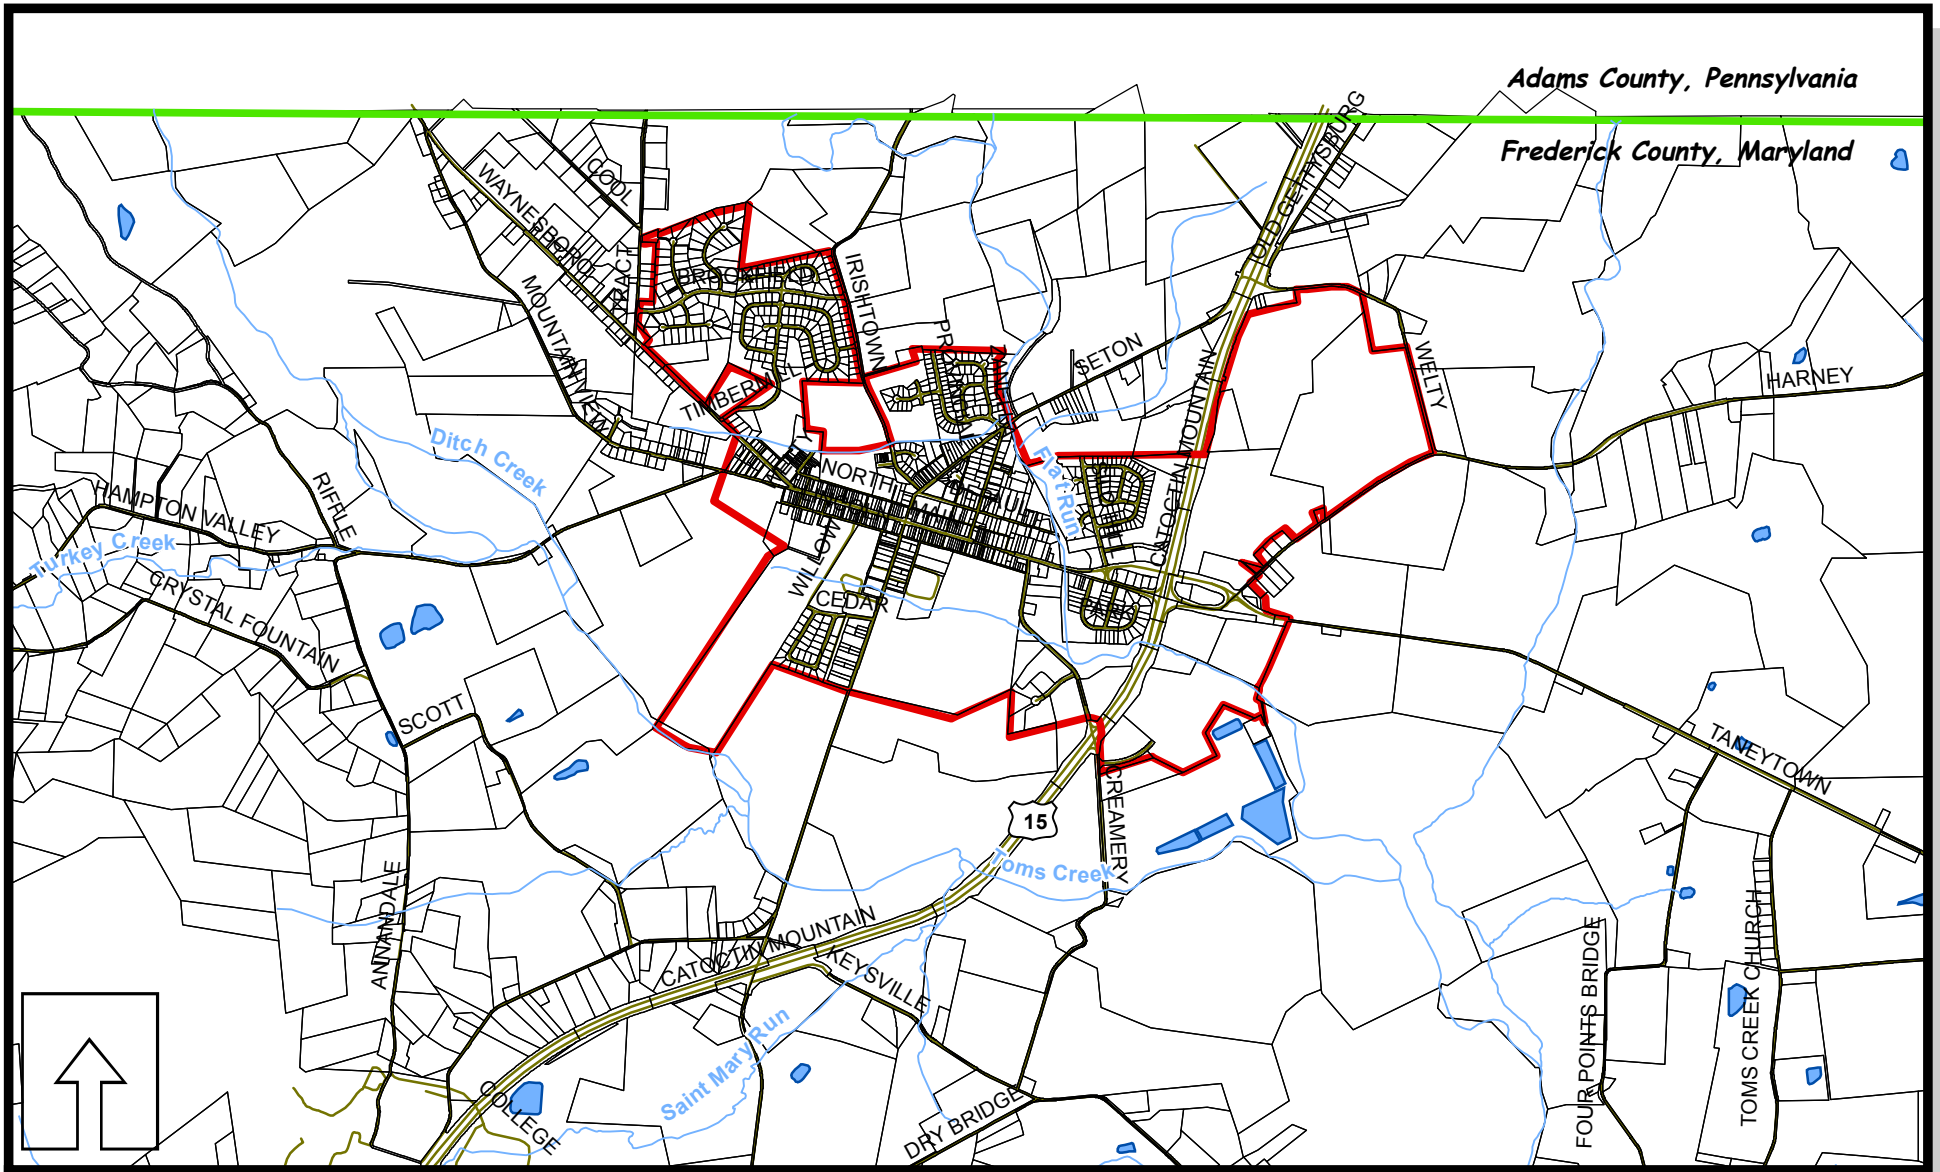 Adams County, Pennsylvania
Frederick County, Maryland
OLD GETTYSBURG
COOL
WAYNESBORO
TRACT
BROOKFIELD
IRISHTOWN
MOUNTAIN VIEW
TIMBERMILL
SETON
CATOCTIN MOUNTAIN
WELTY
HARNEY
Ditch Creek
Flat Run
NORTH
MAIN
ST PAUL
RIFFLE
HAMPTON VALLEY
Turkey Creek
CRYSTAL FOUNTAIN
WILLOW
CEDAR
PARK
SCOTT
TANEYTOWN
15
CREAMERY
Toms Creek
ANNANDALE
CATOCTIN MOUNTAIN
KEYSVILLE
Saint Mary Run
COLLEGE
DRY BRIDGE
FOUR POINTS BRIDGE
TOMS CREEK CHURCH